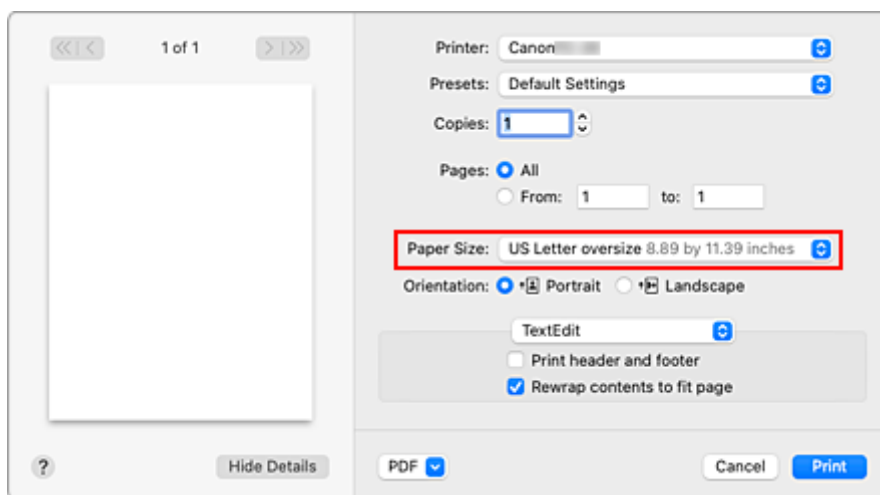 1 of 1
Printer: Canon
Presets: Default Settings
Copies: 1
Pages: All
From: 1 to: 1
Paper Size: US Letter oversize 8.89 by 11.39 inches
Orientation: Portrait Landscape
TextEdit
Print header and footer
Rewrap contents to fit page
? Hide Details PDF Cancel Print